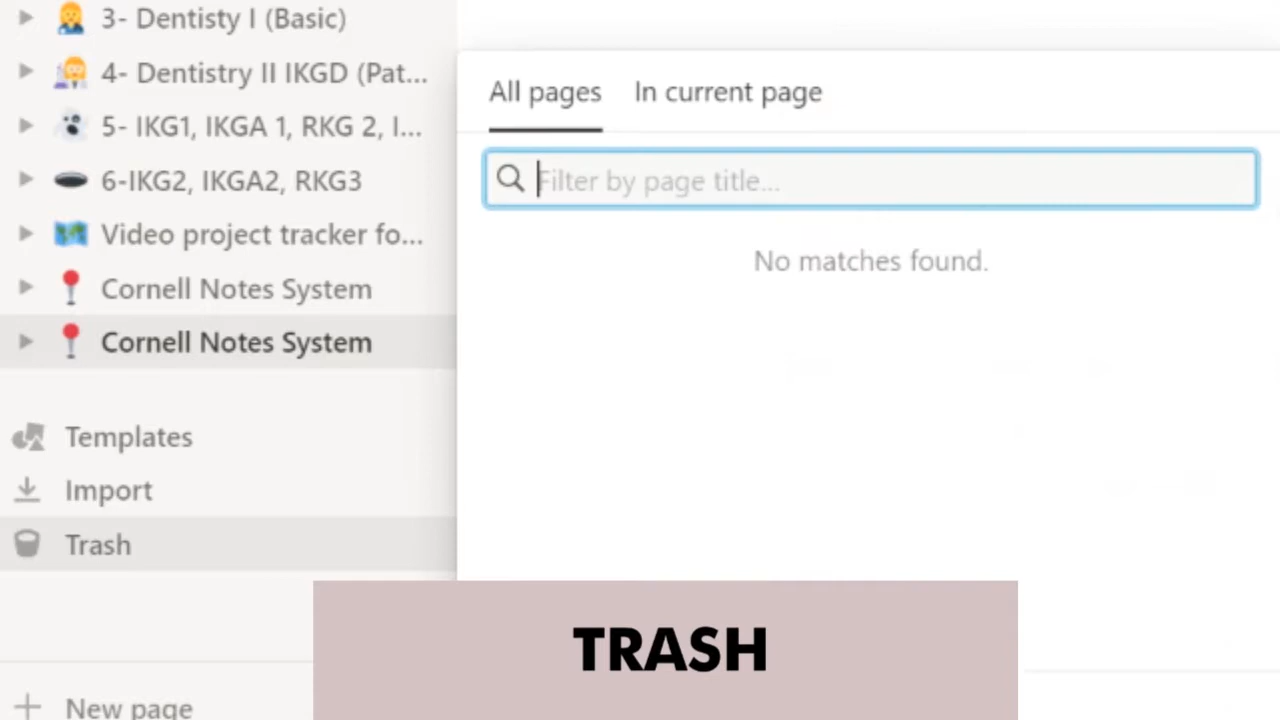 3- Dentisty I (Basic)
4- Dentistry II IKGD (Pat...
5- IKG1, IKGA 1, RKG 2, I...
6-IKG2, IKGA2, RKG3
Video project tracker fo...
Cornell Notes System
Cornell Notes System
Templates
Import
Trash
New page
All pages In current page
Filter by page title...
No matches found.
TRASH